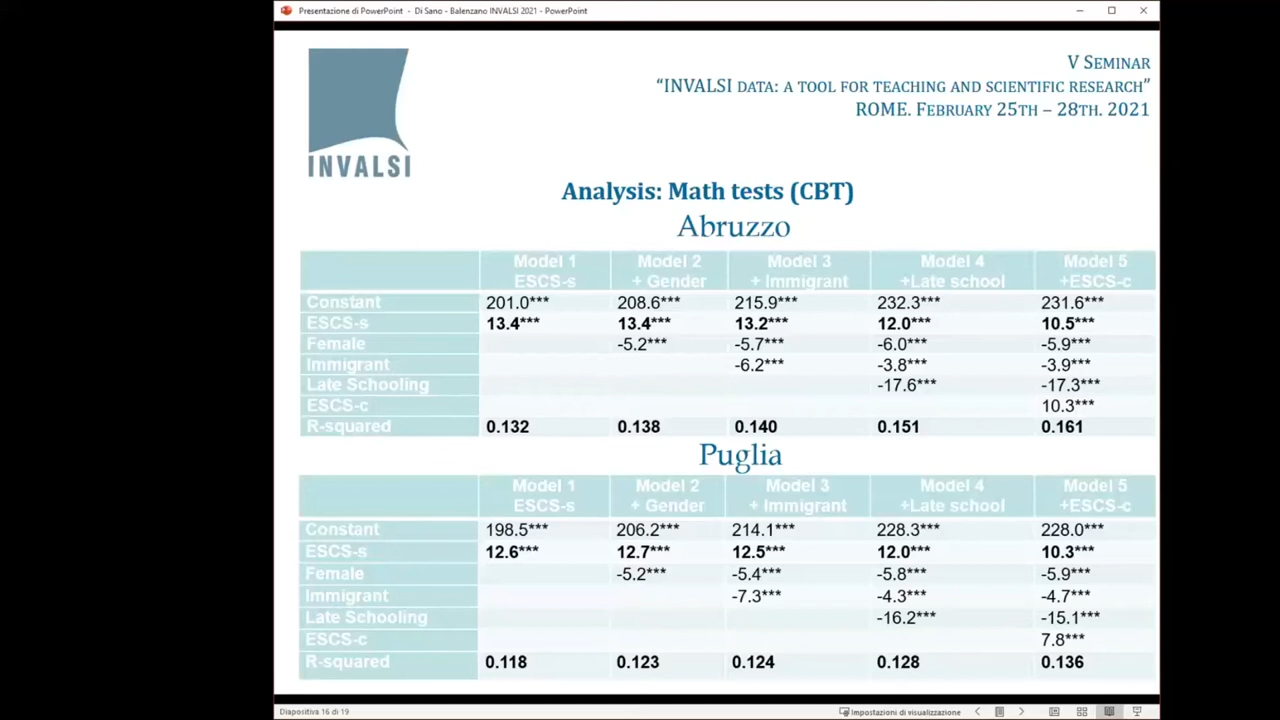 Presentazione di PowerPoint - Di Sano - Balenzano INVALSI 2021 - PowerPoint
INVALSI
V SEMINAR
“INVALSI DATA: A TOOL FOR TEACHING AND SCIENTIFIC RESEARCH”
ROME. FEBRUARY 25TH – 28TH. 2021
Analysis: Math tests (CBT)
Abruzzo
Model 1 Model 2 Model 3 Model 4 Model 5
ESCS-s + Gender + Immigrant +Late school +ESCS-c
Constant 201.0*** 208.6*** 215.9*** 232.3*** 231.6***
ESCS-s 13.4*** 13.4*** 13.2*** 12.0*** 10.5***
Female -5.2*** -5.7*** -6.0*** -5.9***
Immigrant -6.2*** -3.8*** -3.9***
Late Schooling -17.6*** -17.3***
ESCS-c 10.3***
R-squared 0.132 0.138 0.140 0.151 0.161
Puglia
Model 1 Model 2 Model 3 Model 4 Model 5
ESCS-s + Gender + Immigrant +Late school +ESCS-c
Constant 198.5*** 206.2*** 214.1*** 228.3*** 228.0***
ESCS-s 12.6*** 12.7*** 12.5*** 12.0*** 10.3***
Female -5.2*** -5.4*** -5.8*** -5.9***
Immigrant -7.3*** -4.3*** -4.7***
Late Schooling -16.2*** -15.1***
ESCS-c 7.8***
R-squared 0.118 0.123 0.124 0.128 0.136
Diapositiva 16 di 19 Impostazioni di visualizzazione